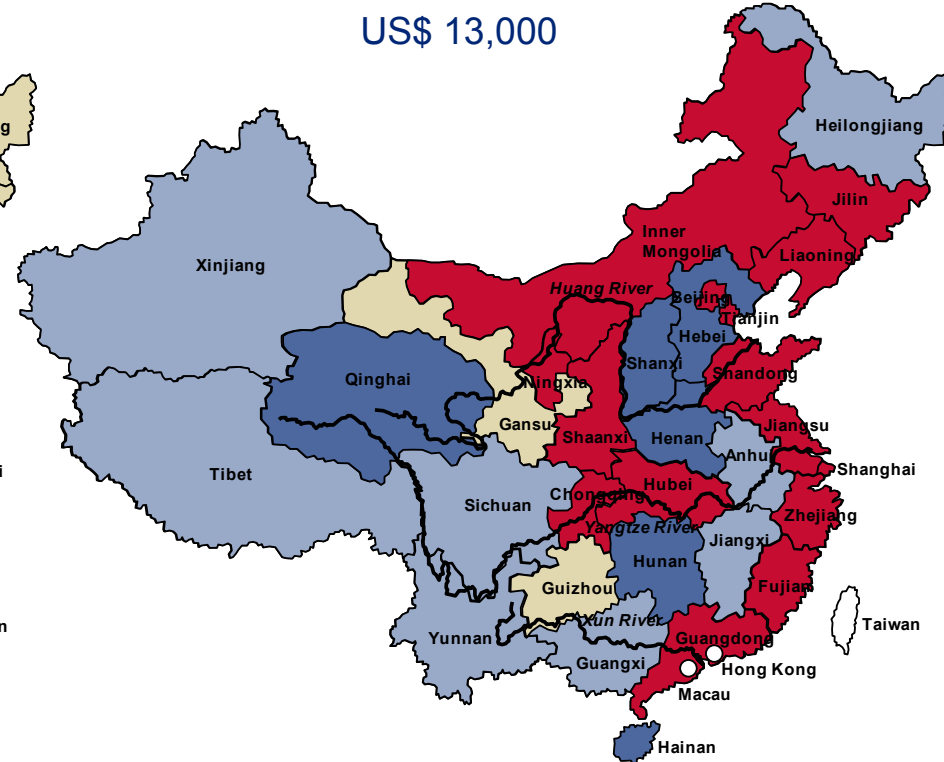 US$ 13,000
g
Heilongjiang
Jilin
Inner
Mongolia
Liaoning
Xinjiang
Huang River
Beijing
Tianjin
Hebei
Shanxi
Shandong
Qinghai
Ningxia
Gansu
Shaanxi
Henan
Jiangsu
Anhui
i
Tibet
Shanghai
Hubei
Chongqing
Sichuan
Zhejiang
Yangtze River
Jiangxi
Hunan
Guizhou
Fujian
Xun River
n
Yunnan
Guangdong
Taiwan
Guangxi
Hong Kong
Macau
Hainan